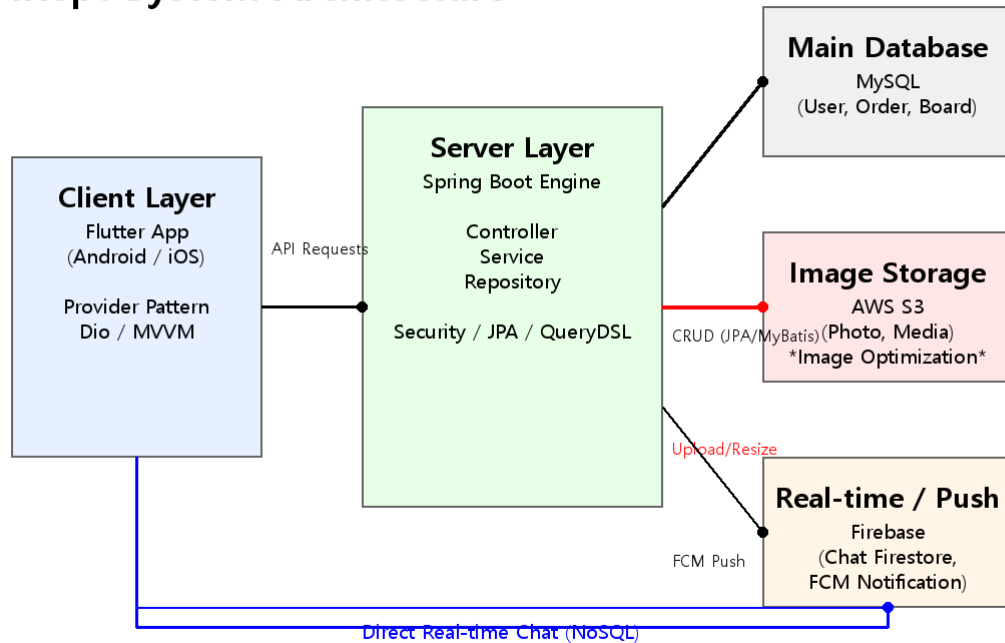 System Architecture
Client Layer
Flutter App
(Android / iOS)
Provider Pattern
Dio / MVVM
API Requests
Server Layer
Spring Boot Engine
Controller
Service
Repository
Security / JPA / QueryDSL
Main Database
MySQL
(User, Order, Board)
Image Storage
AWS S3
(Photo, Media)
*Image Optimization*
CRUD (JPA/MyBatis)
Upload/Resize
FCM Push
Real-time / Push
Firebase
(Chat Firestore,
FCM Notification)
Direct Real-time Chat (NoSQL)